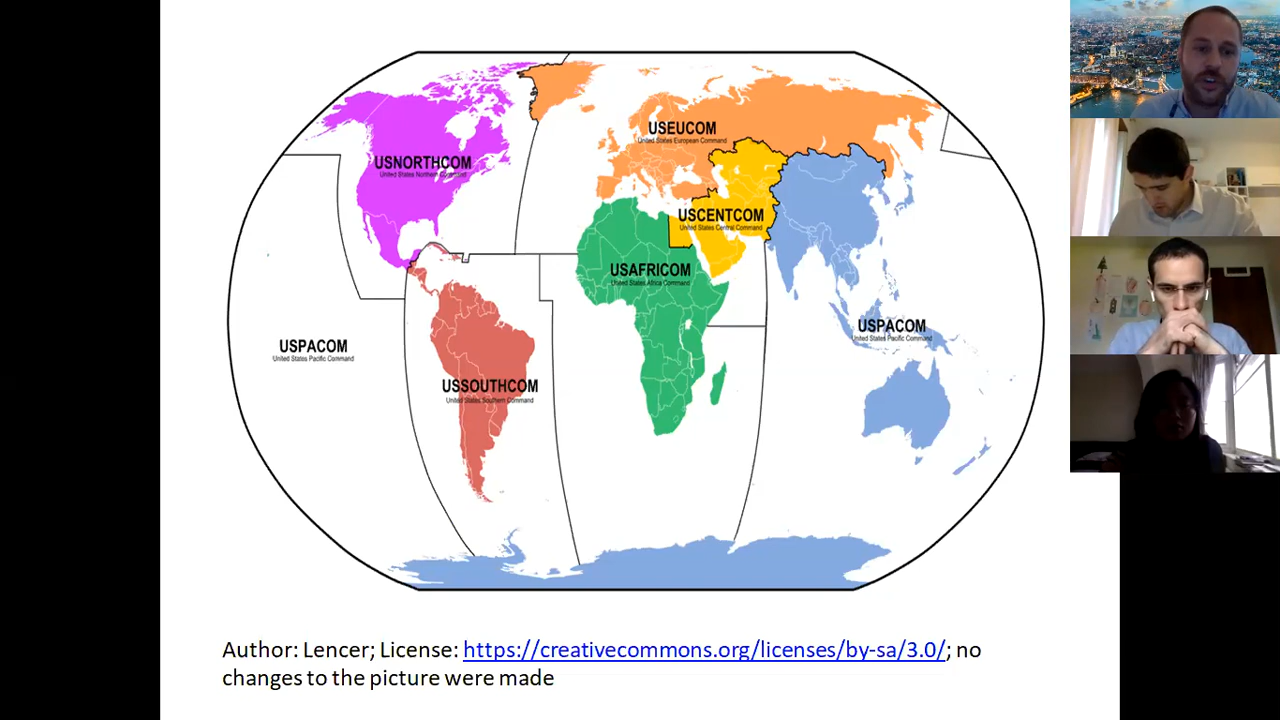 USEUCOM
United States European Command
USNORTHCOM
United States Northern Command
USCENTCOM
United States Central Command
USAFRICOM
United States Africa Command
USPACOM
United States Pacific Command
USPACOM
United States Pacific Command
USSOUTHCOM
United States Southern Command
Author: Lencer; License: https://creativecommons.org/licenses/by-sa/3.0/; no
changes to the picture were made